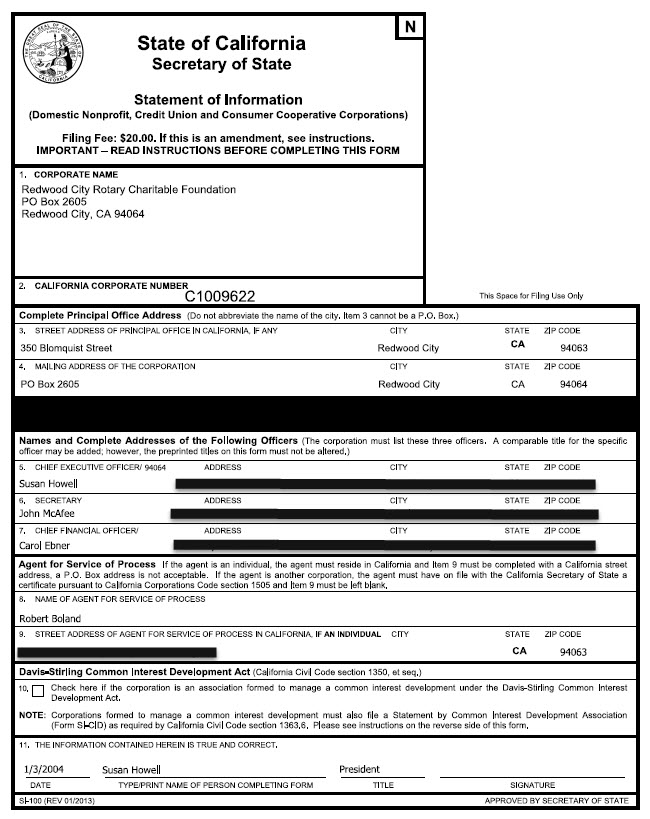 N
State of California
Secretary of State
Statement of Information
(Domestic Nonprofit, Credit Union and Consumer Cooperative Corporations)
Filing Fee: $20.00. If this is an amendment, see instructions.
IMPORTANT – READ INSTRUCTIONS BEFORE COMPLETING THIS FORM
1. CORPORATE NAME
Redwood City Rotary Charitable Foundation
PO Box 2605
Redwood City, CA 94064
2. CALIFORNIA CORPORATE NUMBER
C1009622
This Space for Filing Use Only
Complete Principal Office Address (Do not abbreviate the name of the city. Item 3 cannot be a P.O. Box.)
3. STREET ADDRESS OF PRINCIPAL OFFICE IN CALIFORNIA, IF ANY CITY STATE ZIP CODE
350 Blomquist Street Redwood City CA 94063
4. MAILING ADDRESS OF THE CORPORATION CITY STATE ZIP CODE
PO Box 2605 Redwood City CA 94064
Names and Complete Addresses of the Following Officers (The corporation must list these three officers. A comparable title for the specific
officer may be added; however, the preprinted titles on this form must not be altered.)
5. CHIEF EXECUTIVE OFFICER/ 94064 ADDRESS CITY STATE ZIP CODE
Susan Howell
6. SECRETARY ADDRESS CITY STATE ZIP CODE
John McAfee
7. CHIEF FINANCIAL OFFICER/ ADDRESS CITY STATE ZIP CODE
Carol Ebner
Agent for Service of Process If the agent is an individual, the agent must reside in California and Item 9 must be completed with a California street
address, a P.O. Box address is not acceptable. If the agent is another corporation, the agent must have on file with the California Secretary of State a
certificate pursuant to California Corporations Code section 1505 and Item 9 must be left blank.
8. NAME OF AGENT FOR SERVICE OF PROCESS
Robert Boland
9. STREET ADDRESS OF AGENT FOR SERVICE OF PROCESS IN CALIFORNIA, IF AN INDIVIDUAL CITY STATE ZIP CODE
CA 94063
Davis-Stirling Common Interest Development Act (California Civil Code section 1350, et seq.)
10. Check here if the corporation is an association formed to manage a common interest development under the Davis-Stirling Common Interest
Development Act.
NOTE: Corporations formed to manage a common interest development must also file a Statement by Common Interest Development Association
(Form SI-CID) as required by California Civil Code section 1363.6. Please see instructions on the reverse side of this form.
11. THE INFORMATION CONTAINED HEREIN IS TRUE AND CORRECT.
1/3/2004 Susan Howell President
DATE TYPE/PRINT NAME OF PERSON COMPLETING FORM TITLE SIGNATURE
SI-100 (REV 01/2013) APPROVED BY SECRETARY OF STATE